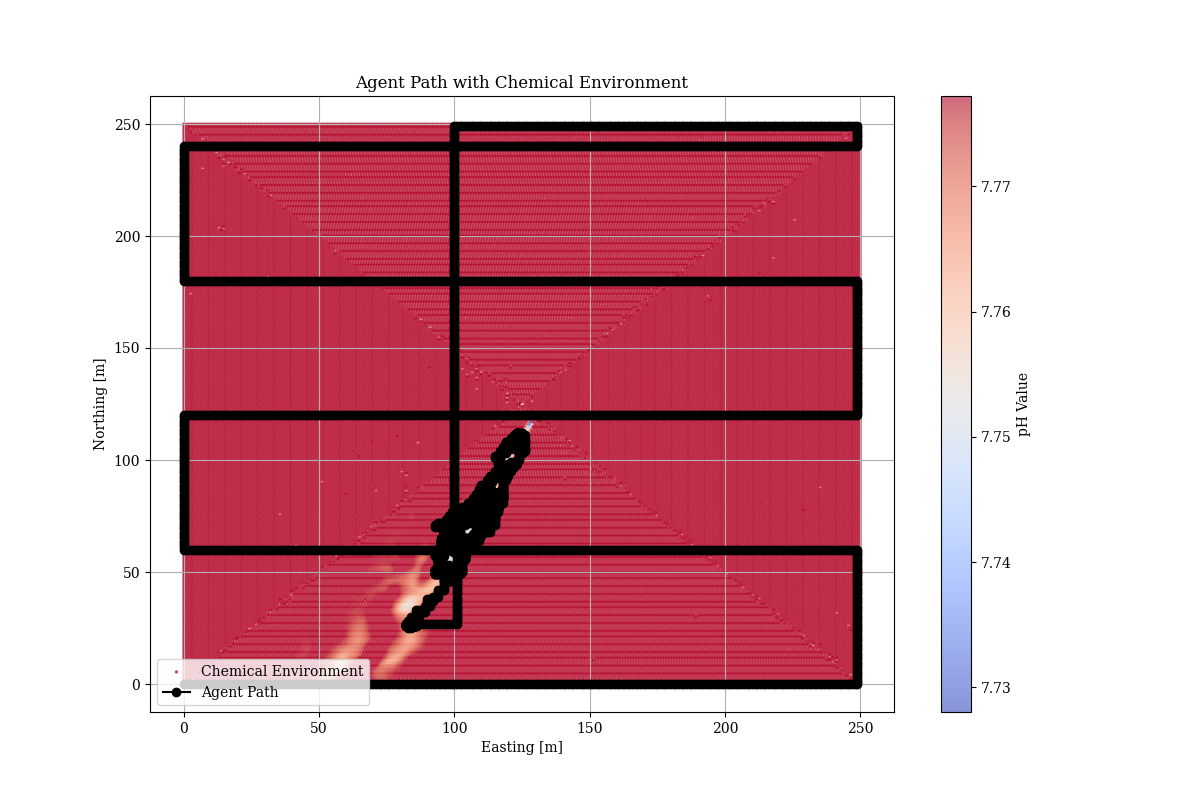 Agent Path with Chemical Environment
250
200
150
100
50
0
Northing [m]
0 50 100 150 200 250
Easting [m]
Chemical Environment
Agent Path
7.77
7.76
7.75
7.74
7.73
pH Value